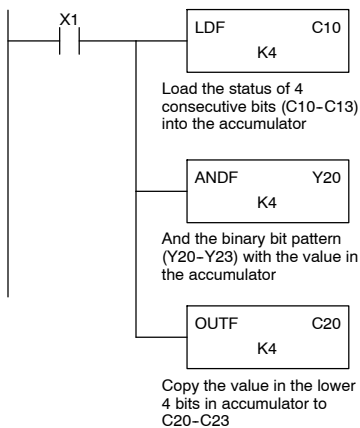 X1
LDF C10
K4
Load the status of 4
consecutive bits (C10-C13)
into the accumulator
ANDF Y20
K4
And the binary bit pattern
(Y20-Y23) with the value in
the accumulator
OUTF C20
K4
Copy the value in the lower
4 bits in accumulator to
C20-C23